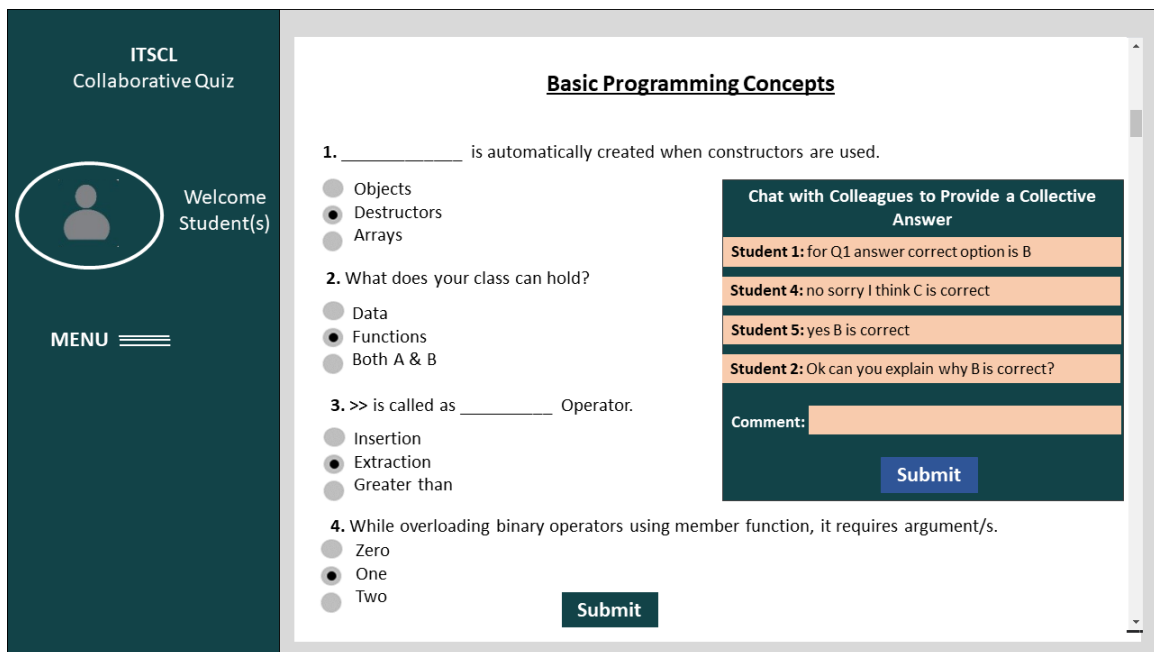 ITSCL
Collaborative Quiz
Welcome
Student(s)
MENU
Basic Programming Concepts
1. _____________ is automatically created when constructors are used.
Objects
Destructors
Arrays
2. What does your class can hold?
Data
Functions
Both A & B
3. >> is called as __________ Operator.
Insertion
Extraction
Greater than
4. While overloading binary operators using member function, it requires argument/s.
Zero
One
Two
Submit
Chat with Colleagues to Provide a Collective
Answer
Student 1: for Q1 answer correct option is B
Student 4: no sorry I think C is correct
Student 5: yes B is correct
Student 2: Ok can you explain why B is correct?
Comment:
Submit